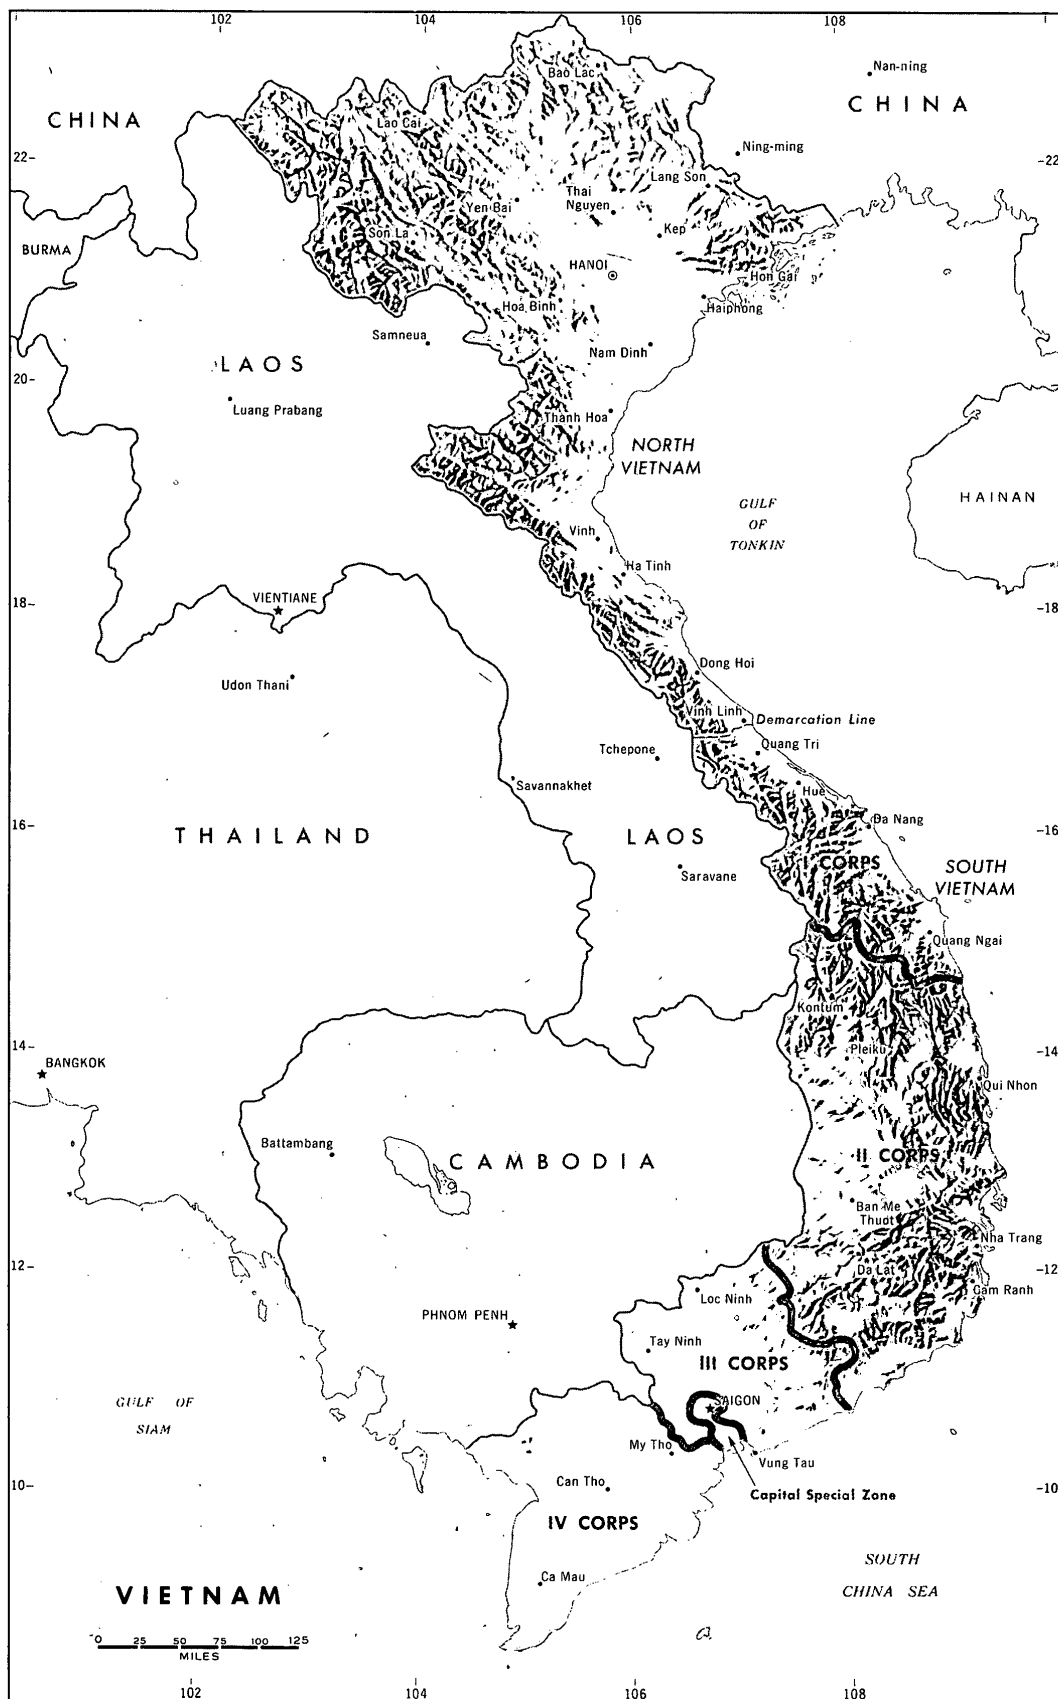 102
104
106
108
Nan-ning
Bao Lac
CHINA
CHINA
Lao Cai
22
Ning-ming
22
Lang Son
Thai
Nguyen
Yen Bai
Kep
Son La
BURMA
HANOI
Hon Gai
Hoa Binh
Haiphong
Samneua
Nam Dinh
LAOS
20
Luang Prabang
Thanh Hoa
NORTH
VIETNAM
HAINAN
GULF
OF
TONKIN
Vinh
Ha Tinh
VIENTIANE
18
18
Dong Hoi
Udon Thani
Vinh Linh
Demarcation Line
Quang Tri
Tchepone
Savannakhet
Hue
Da Nang
16
16
THAILAND
LAOS
I CORPS
SOUTH
VIETNAM
Saravane
Quang Ngai
Kontum
14
14
Pleiku
BANGKOK
Qui Nhon
Battambang
CAMBODIA
II CORPS
Ban Me
Thuot
Nha Trang
12
12
Da Lat
Cam Ranh
Loc Ninh
PHNOM PENH
Tay Ninh
III CORPS
GULF OF
SIAM
SAIGON
My Tho
Vung Tau
Can Tho
10
10
Capital Special Zone
IV CORPS
SOUTH
CHINA SEA
Ca Mau
VIETNAM
0 25 50 75 100 125
MILES
102
104
106
108